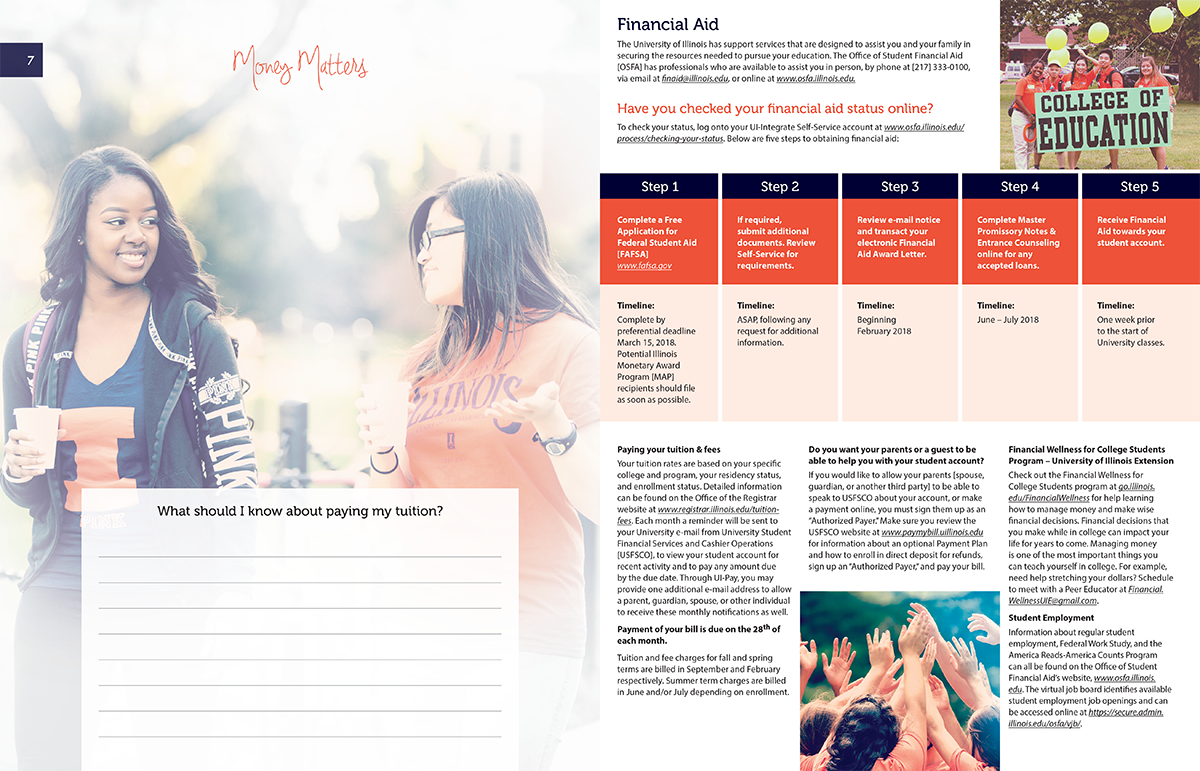 7
Money Matters
ILLINOIS
What should I know about paying my tuition?
Financial Aid
The University of Illinois has support services that are designed to assist you and your family in
securing the resources needed to pursue your education. The Office of Student Financial Aid
[OSFA] has professionals who are available to assist you in person, by phone at [217] 333-0100,
via email at finaid@illinois.edu, or online at www.osfa.illinois.edu.
Have you checked your financial aid status online?
To check your status, log onto your UI-Integrate Self-Service account at www.osfa.illinois.edu/
process/checking-your-status. Below are five steps to obtaining financial aid:
COLLEGE OF
EDUCATION
Step 1
Complete a Free
Application for
Federal Student Aid
[FAFSA]
www.fafsa.gov
Timeline:
Complete by
preferential deadline
March 15, 2018.
Potential Illinois
Monetary Award
Program [MAP]
recipients should file
as soon as possible.
Step 2
If required,
submit additional
documents. Review
Self-Service for
requirements.
Timeline:
ASAP, following any
request for additional
information.
Step 3
Review e-mail notice
and transact your
electronic Financial
Aid Award Letter.
Timeline:
Beginning
February 2018
Step 4
Complete Master
Promissory Notes &
Entrance Counseling
online for any
accepted loans.
Timeline:
June – July 2018
Step 5
Receive Financial
Aid towards your
student account.
Timeline:
One week prior
to the start of
University classes.
Paying your tuition & fees
Your tuition rates are based on your specific
college and program, your residency status,
and enrollment status. Detailed information
can be found on the Office of the Registrar
website at www.registrar.illinois.edu/tuition-
fees. Each month a reminder will be sent to
your University e-mail from University Student
Financial Services and Cashier Operations
[USFSCO], to view your student account for
recent activity and to pay any amount due
by the due date. Through UI-Pay, you may
provide one additional e-mail address to allow
a parent, guardian, spouse, or other individual
to receive these monthly notifications as well.
Payment of your bill is due on the 28th of
each month.
Tuition and fee charges for fall and spring
terms are billed in September and February
respectively. Summer term charges are billed
in June and/or July depending on enrollment.
Do you want your parents or a guest to be
able to help you with your student account?
If you would like to allow your parents [spouse,
guardian, or another third party] to be able to
speak to USFSCO about your account, or make
a payment online, you must sign them up as an
"Authorized Payer." Make sure you review the
USFSCO website at www.paymybill.uillinois.edu
for information about an optional Payment Plan
and how to enroll in direct deposit for refunds,
sign up an "Authorized Payer," and pay your bill.
Financial Wellness for College Students
Program – University of Illinois Extension
Check out the Financial Wellness for
College Students program at go.illinois.
edu/FinancialWellness for help learning
how to manage money and make wise
financial decisions. Financial decisions that
you make while in college can impact your
life for years to come. Managing money
is one of the most important things you
can teach yourself in college. For example,
need help stretching your dollars? Schedule
to meet with a Peer Educator at Financial.
WellnessUIE@gmail.com.
Student Employment
Information about regular student
employment, Federal Work Study, and the
America Reads-America Counts Program
can all be found on the Office of Student
Financial Aid's website, www.osfa.illinois.
edu. The virtual job board identifies available
student employment job openings and can
be accessed online at https://secure.admin.
illinois.edu/osfa/vjb/.